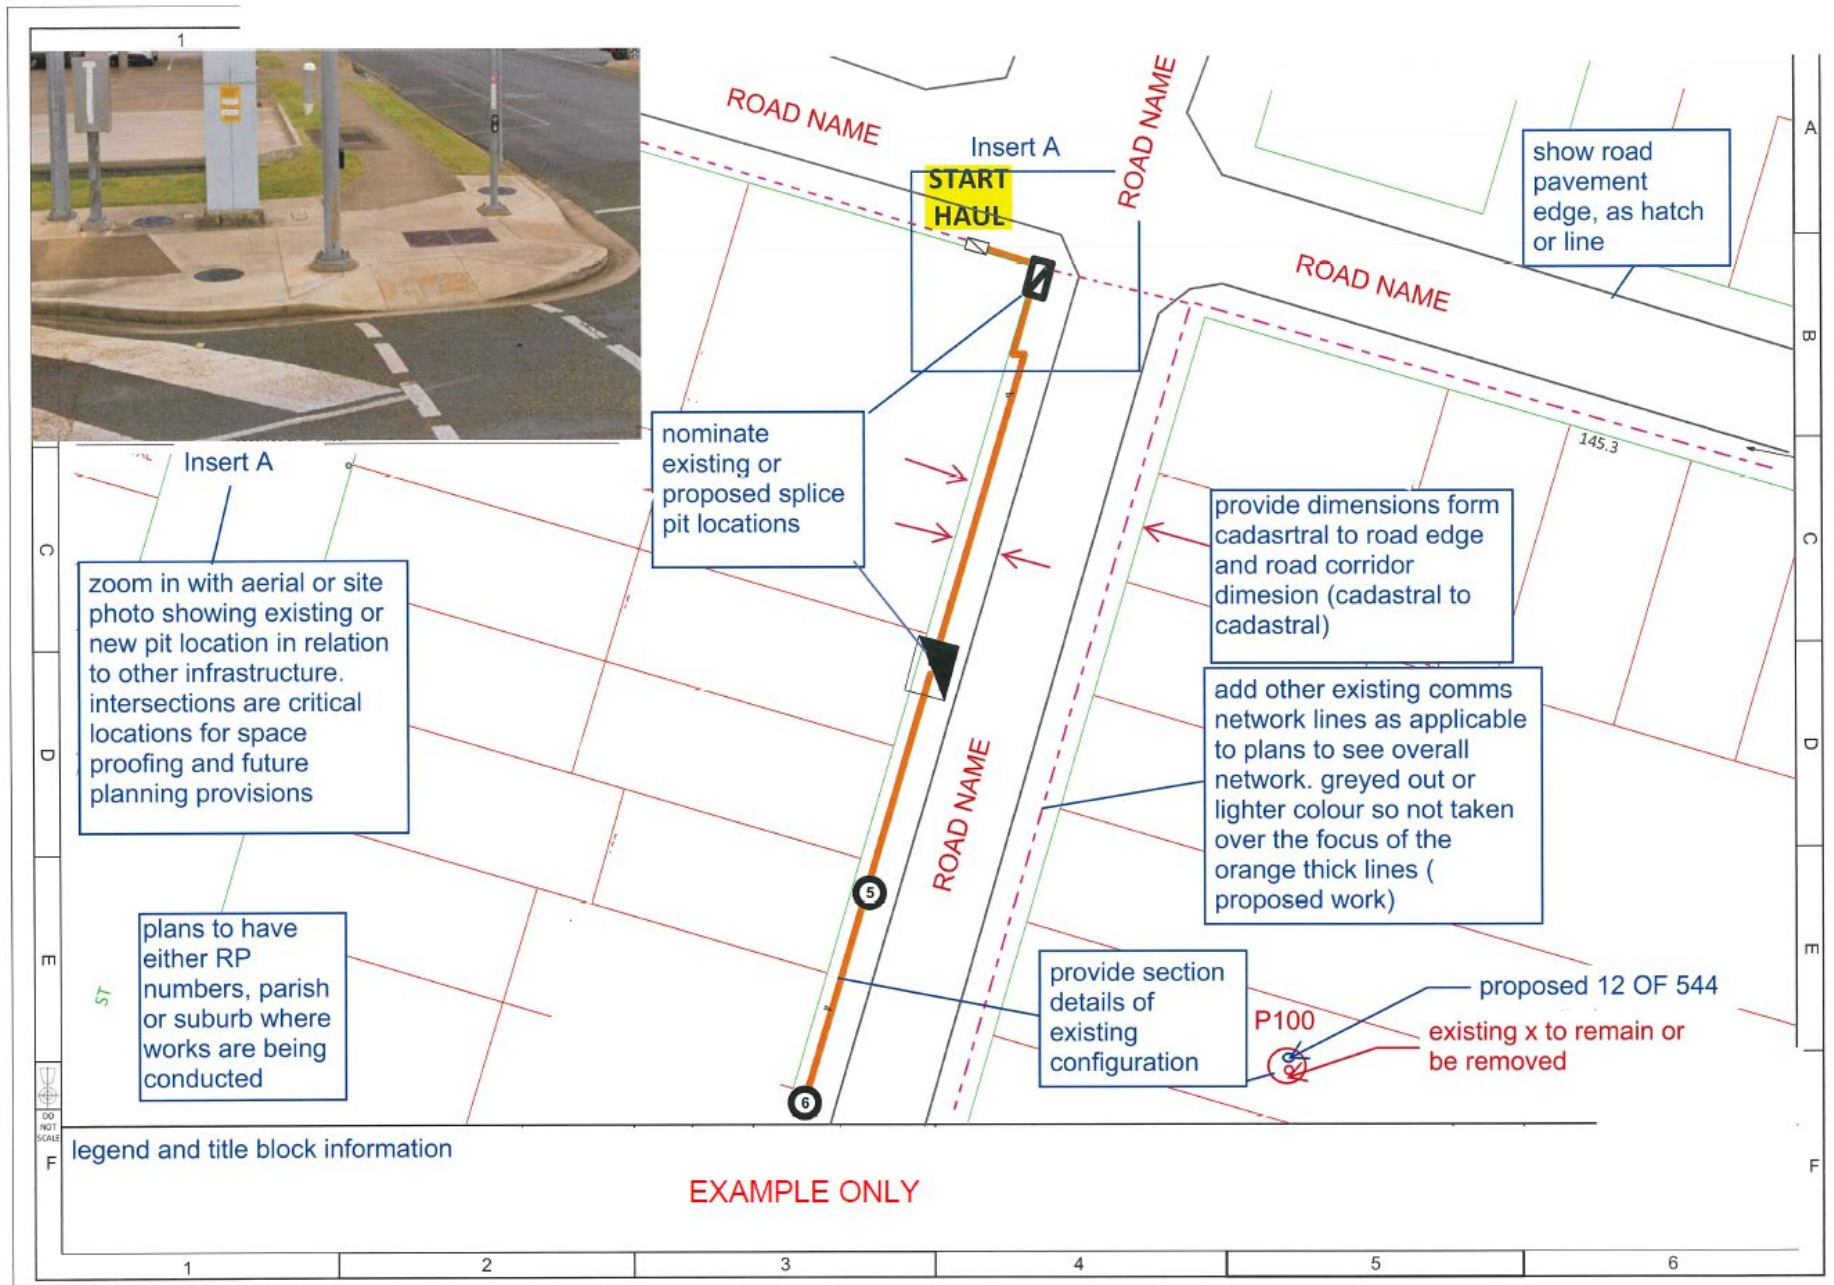 1
ROAD NAME
ROAD NAME
Insert A
START
HAUL
show road
pavement
edge, as hatch
or line
A
ROAD NAME
B
B
145.3
nominate
existing or
proposed splice
pit locations
Insert A
C
C
provide dimensions form
cadasrtral to road edge
and road corridor
dimesion (cadastral to
cadastral)
zoom in with aerial or site
photo showing existing or
new pit location in relation
to other infrastructure.
intersections are critical
locations for space
proofing and future
planning provisions
D
D
add other existing comms
network lines as applicable
to plans to see overall
network. greyed out or
lighter colour so not taken
over the focus of the
orange thick lines (
proposed work)
ROAD NAME
5
plans to have
either RP
numbers, parish
or suburb where
works are being
conducted
E
E
ST
provide section
details of
existing
configuration
P100
proposed 12 OF 544
existing x to remain or
be removed
6
DO
NOT
SCALE
F
F
legend and title block information
EXAMPLE ONLY
1
2
3
4
5
6